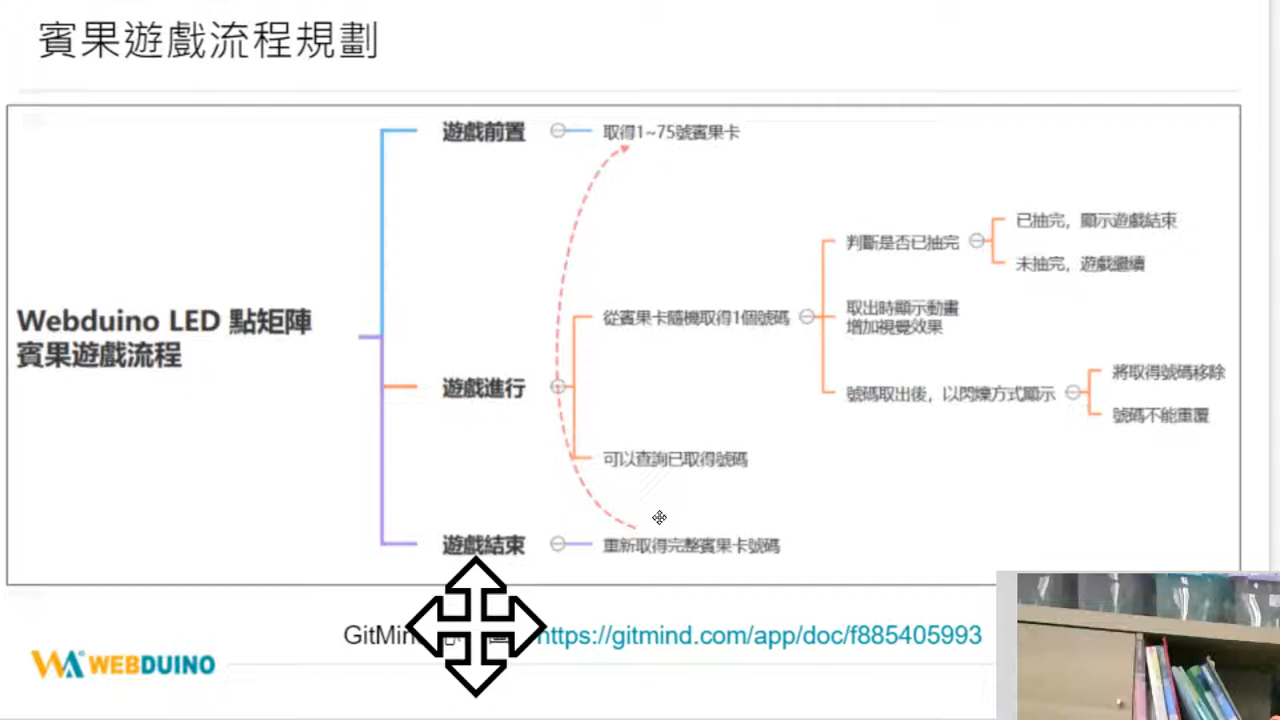 賓果遊戲流程規劃
遊戲前置
取得1~75號賓果卡
已抽完，顯示遊戲結束
判斷是否已抽完
未抽完，遊戲繼續
從賓果卡隨機取得1個號碼
取出時顯示動畫
增加視覺效果
Webduino LED 點矩陣
賓果遊戲流程
遊戲進行
將取得號碼移除
號碼取出後，以閃爍方式顯示
號碼不能重覆
可以查詢已取得號碼
遊戲結束
重新取得完整賓果卡號碼
https://gitmind.com/app/doc/f885405993
WEBDUINO